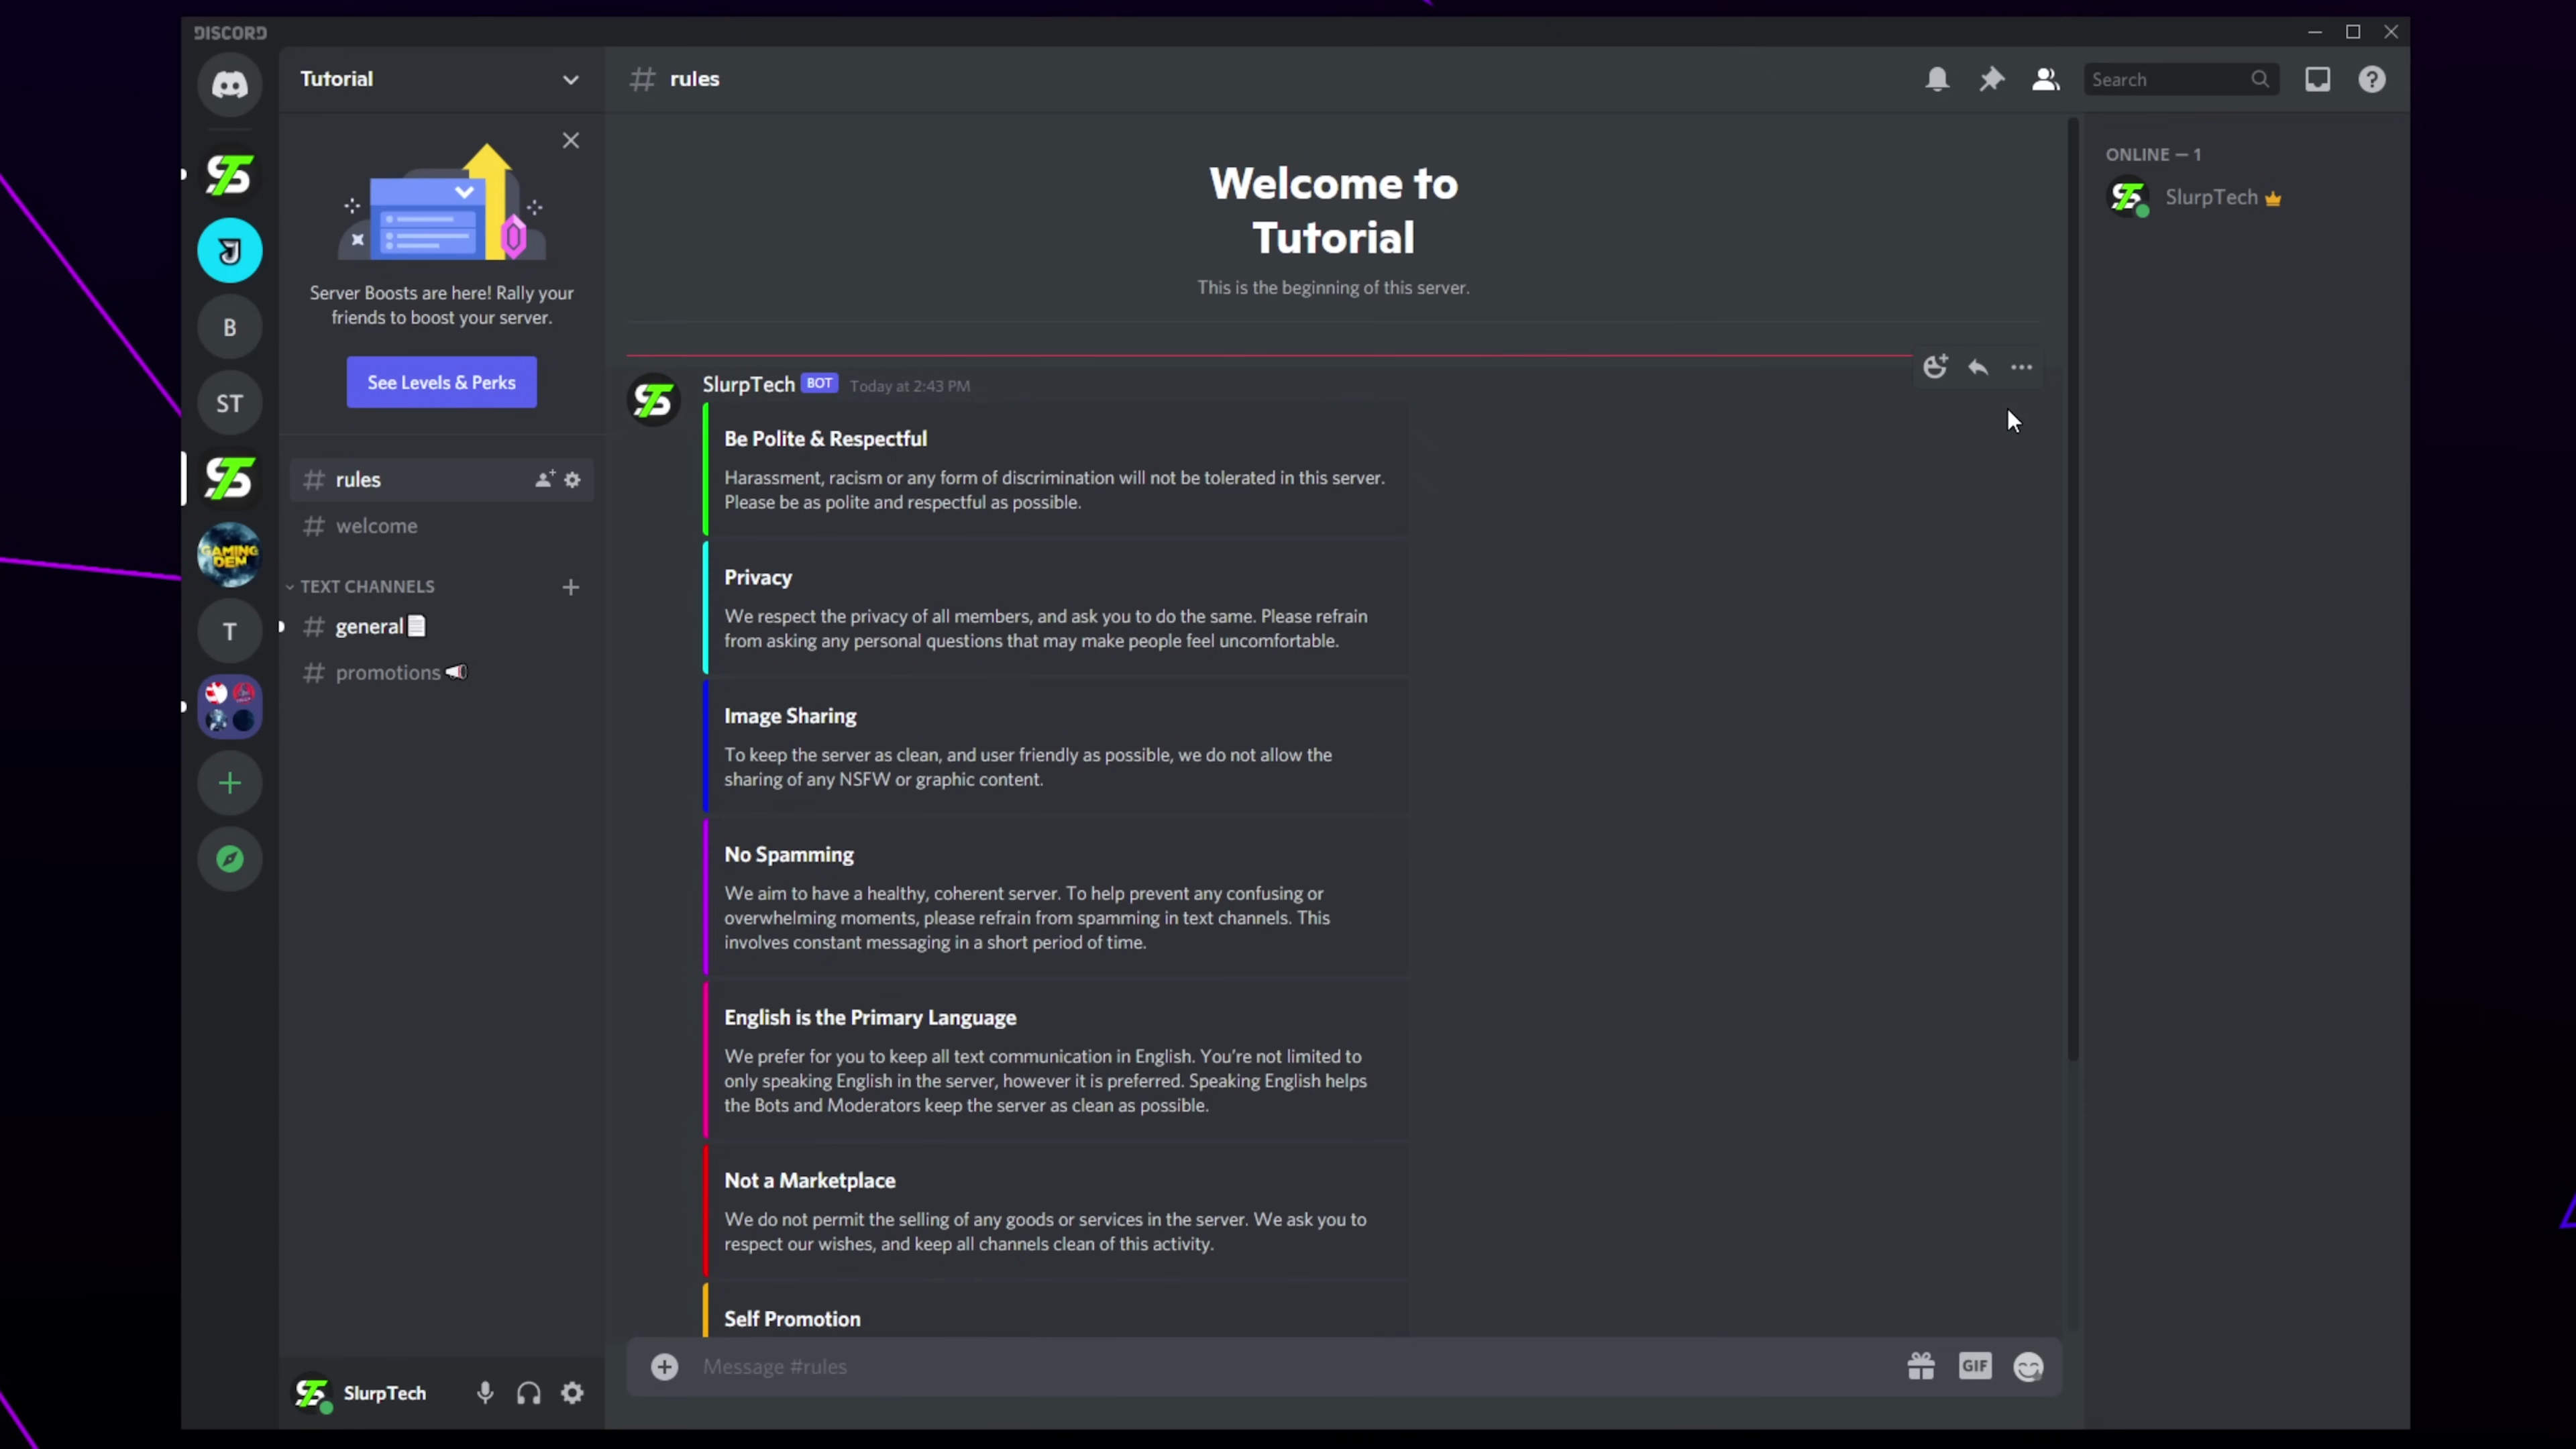 DISCORD
Tutorial
Server Boosts are here! Rally your
friends to boost your server.
See Levels & Perks
rules
welcome
TEXT CHANNELS
general
promotions
SlurpTech
B
ST
GAMING
DEN
T
rules
Search
Welcome to
Tutorial
This is the beginning of this server.
SlurpTech BOT Today at 2:43 PM
Be Polite & Respectful
Harassment, racism or any form of discrimination will not be tolerated in this server.
Please be as polite and respectful as possible.
Privacy
We respect the privacy of all members, and ask you to do the same. Please refrain
from asking any personal questions that may make people feel uncomfortable.
Image Sharing
To keep the server as clean, and user friendly as possible, we do not allow the
sharing of any NSFW or graphic content.
No Spamming
We aim to have a healthy, coherent server. To help prevent any confusing or
overwhelming moments, please refrain from spamming in text channels. This
involves constant messaging in a short period of time.
English is the Primary Language
We prefer for you to keep all text communication in English. You're not limited to
only speaking English in the server, however it is preferred. Speaking English helps
the Bots and Moderators keep the server as clean as possible.
Not a Marketplace
We do not permit the selling of any goods or services in the server. We ask you to
respect our wishes, and keep all channels clean of this activity.
Self Promotion
Message #rules
GIF
ONLINE — 1
SlurpTech